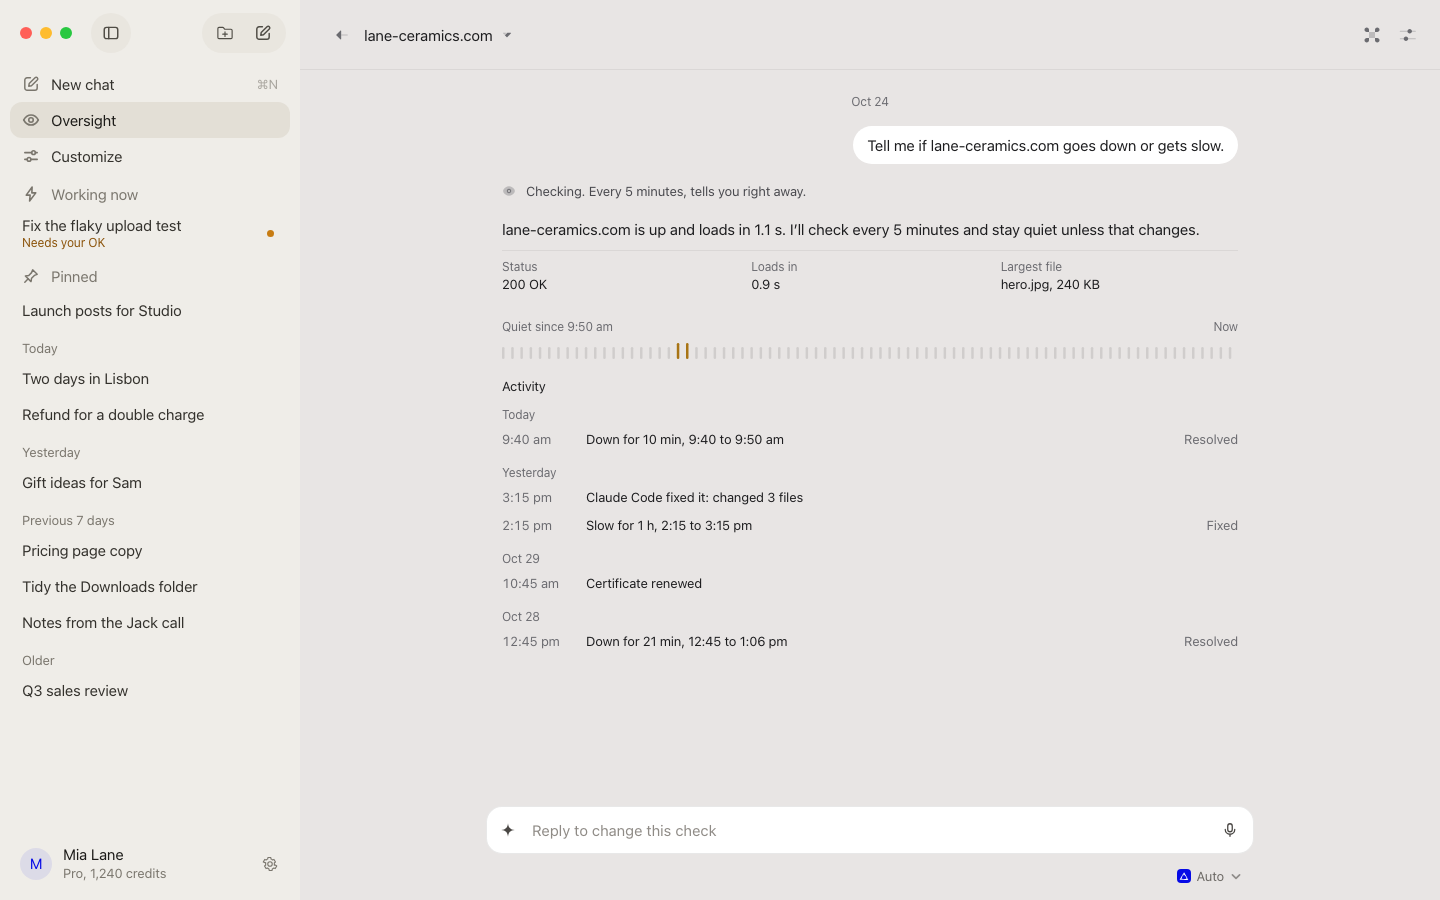 New chat
⌘N
Oversight
Customize
Working now
Fix the flaky upload test
Needs your OK
Pinned
Launch posts for Studio
Today
Two days in Lisbon
Refund for a double charge
Yesterday
Gift ideas for Sam
Previous 7 days
Pricing page copy
Tidy the Downloads folder
Notes from the Jack call
Older
Q3 sales review
M
Mia Lane
Pro, 1,240 credits
lane-ceramics.com
Oct 24
Tell me if lane-ceramics.com goes down or gets slow.
Checking. Every 5 minutes, tells you right away.
lane-ceramics.com is up and loads in 1.1 s. I’ll check every 5 minutes and stay quiet unless that changes.
Status
200 OK
Loads in
0.9 s
Largest file
hero.jpg, 240 KB
Quiet since 9:50 am
Now
Activity
Today
9:40 am Down for 10 min, 9:40 to 9:50 am Resolved
Yesterday
3:15 pm Claude Code fixed it: changed 3 files
2:15 pm Slow for 1 h, 2:15 to 3:15 pm Fixed
Oct 29
10:45 am Certificate renewed
Oct 28
12:45 pm Down for 21 min, 12:45 to 1:06 pm Resolved
Reply to change this check
Auto